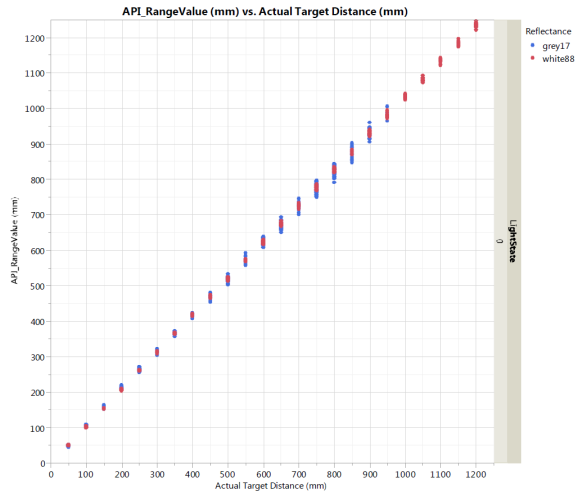 API_RangeValue (mm) vs. Actual Target Distance (mm)
Reflectance
grey17
white88
1200
1100
1000
900
800
700
600
500
400
300
200
100
0
API_RangeValue (mm)
LightState
0
0 100 200 300 400 500 600 700 800 900 1000 1100 1200
Actual Target Distance (mm)